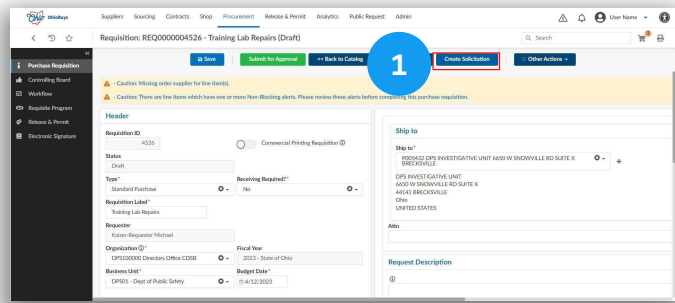 Ohio OhioBuys
Suppliers Sourcing Contracts Shop Procurement Release & Permit Analytics Public Request Admin User Name
Requisition: REQ0000004526 - Training Lab Repairs (Draft) Search
Purchase Requisition
Controlling Board
Workflow
Requisite Program
Release & Permit
Electronic Signature
Save Submit for Approval << Back to Catalog 1 Create Solicitation Other Actions
- Caution: Missing order supplier for line item(s).
- Caution: There are line items which have one or more Non-Blocking alerts. Please review these alerts before completing this purchase requisition.
Header
Requisition ID
4526 Commercial Printing Requisition
Status
Draft
Type* Receiving Required?*
Standard Purchase No
Requisition Label*
Training Lab Repairs
Requester
Kaizer-Requester Michael
Organization * Fiscal Year
DPS100000 Directors Office CDSB 2023 - State of Ohio
Business Unit* Budget Date*
DPS01 - Dept of Public Safety 4/12/2023
Ship to
Ship to*
P005432 DPS INVESTIGATIVE UNIT 6650 W SNOWVILLE RD SUITE X
BRECKSVILLE
DPS INVESTIGATIVE UNIT
6650 W SNOWVILLE RD SUITE X
44141 BRECKSVILLE
Ohio
UNITED STATES
Attn
Request Description